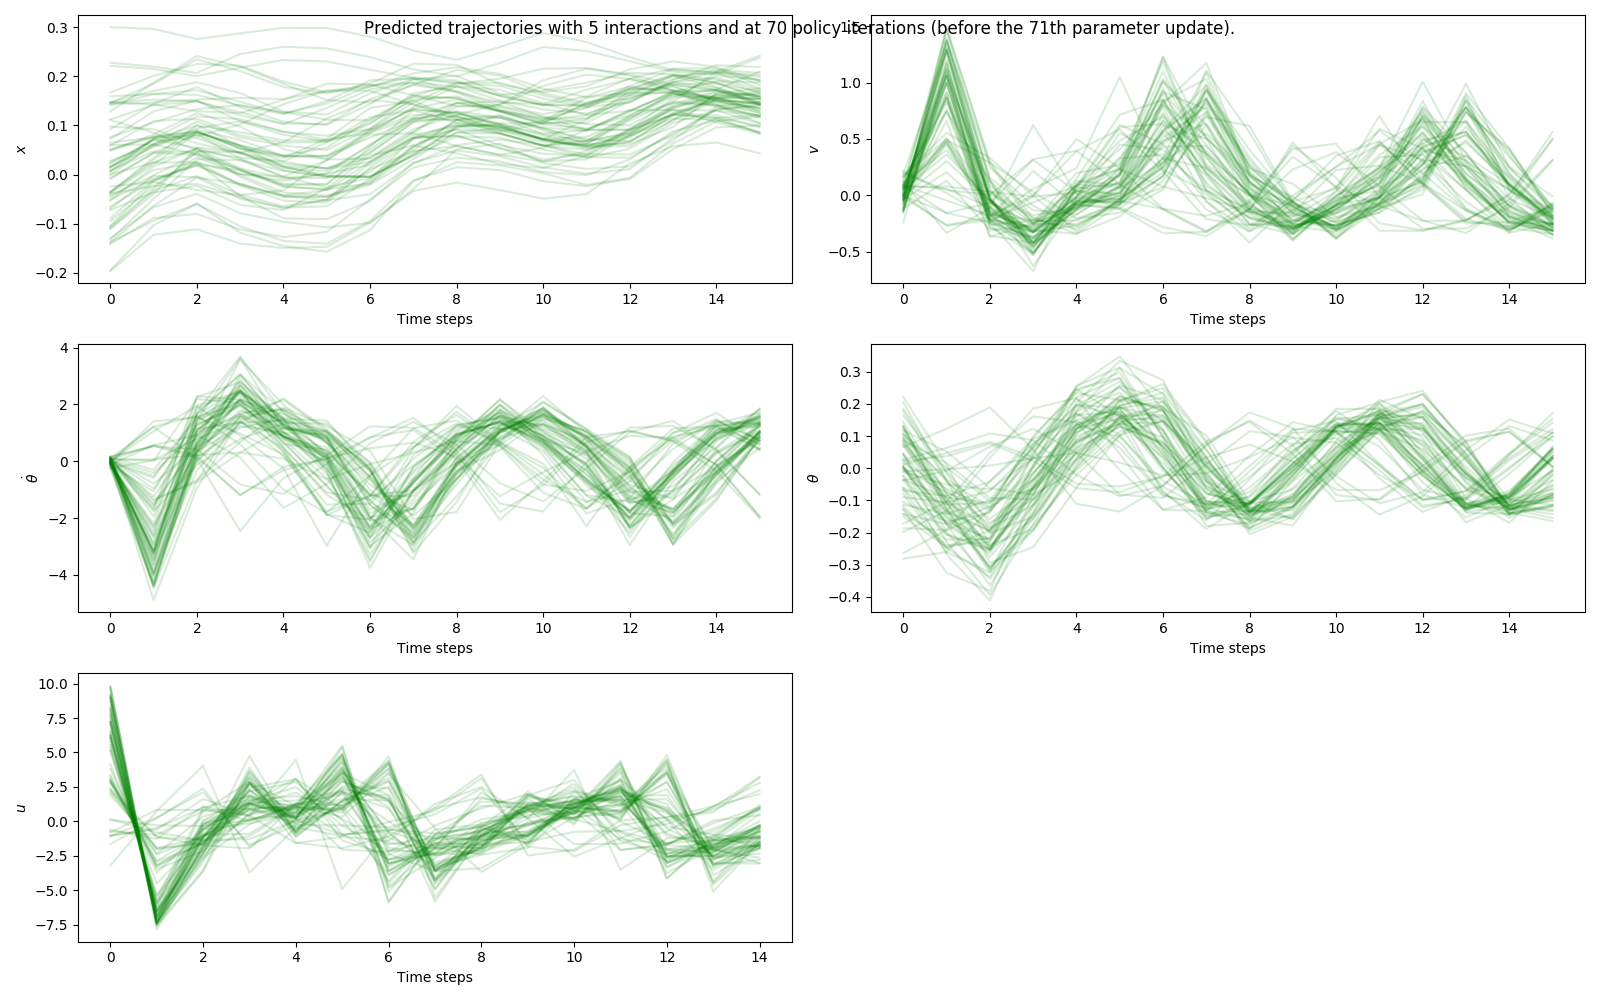 Predicted trajectories with 5 interactions and at 70 policy iterations (before the 71th parameter update).
0.3
0.2
0.1
0.0
−0.1
−0.2
x
0 2 4 6 8 10 12 14
Time steps
1.5
1.0
0.5
0.0
−0.5
v
0 2 4 6 8 10 12 14
Time steps
4
2
0
−2
−4
θ̇
0 2 4 6 8 10 12 14
Time steps
0.3
0.2
0.1
0.0
−0.1
−0.2
−0.3
−0.4
θ
0 2 4 6 8 10 12 14
Time steps
10.0
7.5
5.0
2.5
0.0
−2.5
−5.0
−7.5
u
0 2 4 6 8 10 12 14
Time steps